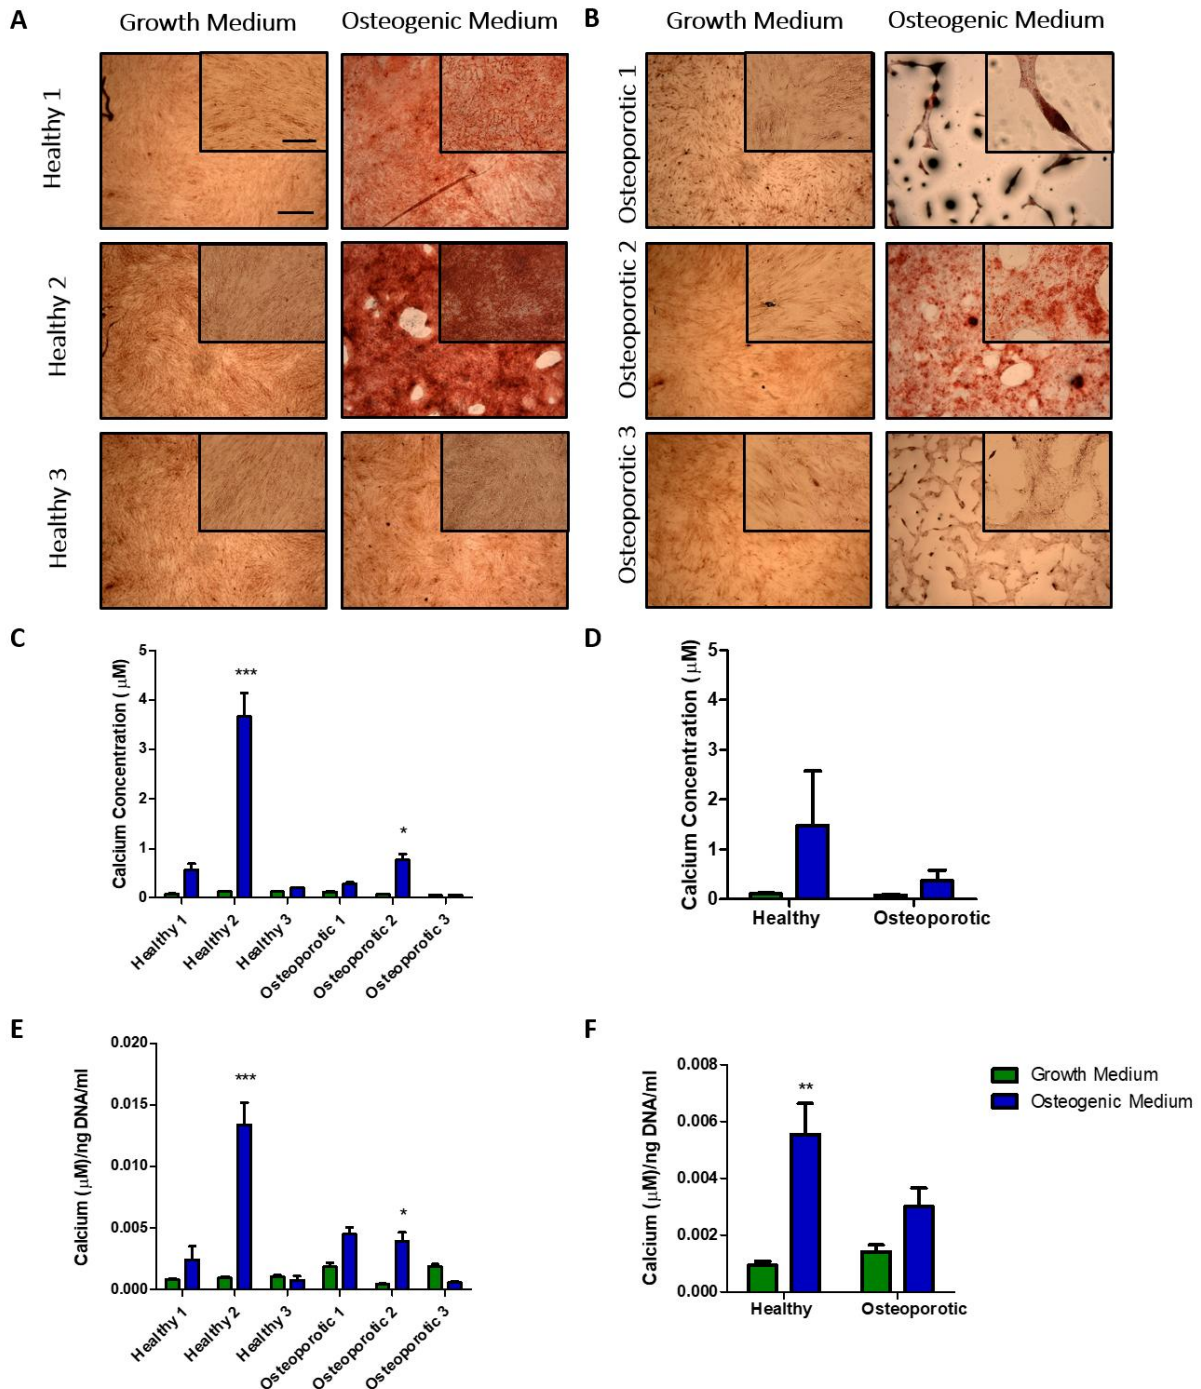 A
Growth Medium
Osteogenic Medium
Healthy 1
Healthy 2
Healthy 3
B
Growth Medium
Osteogenic Medium
Osteoporotic 1
Osteoporotic 2
Osteoporotic 3
C
Calcium Concentration ( μM)
5
4
3
2
1
0
***
*
Healthy 1
Healthy 2
Healthy 3
Osteoporotic 1
Osteoporotic 2
Osteoporotic 3
D
Calcium Concentration ( μM)
5
4
3
2
1
0
Healthy
Osteoporotic
E
Calcium (μM)/ng DNA/ml
0.020
0.015
0.010
0.005
0.000
***
*
Healthy 1
Healthy 2
Healthy 3
Osteoporotic 1
Osteoporotic 2
Osteoporotic 3
F
Calcium (μM)/ng DNA/ml
0.008
0.006
0.004
0.002
0.000
**
Healthy
Osteoporotic
Growth Medium
Osteogenic Medium